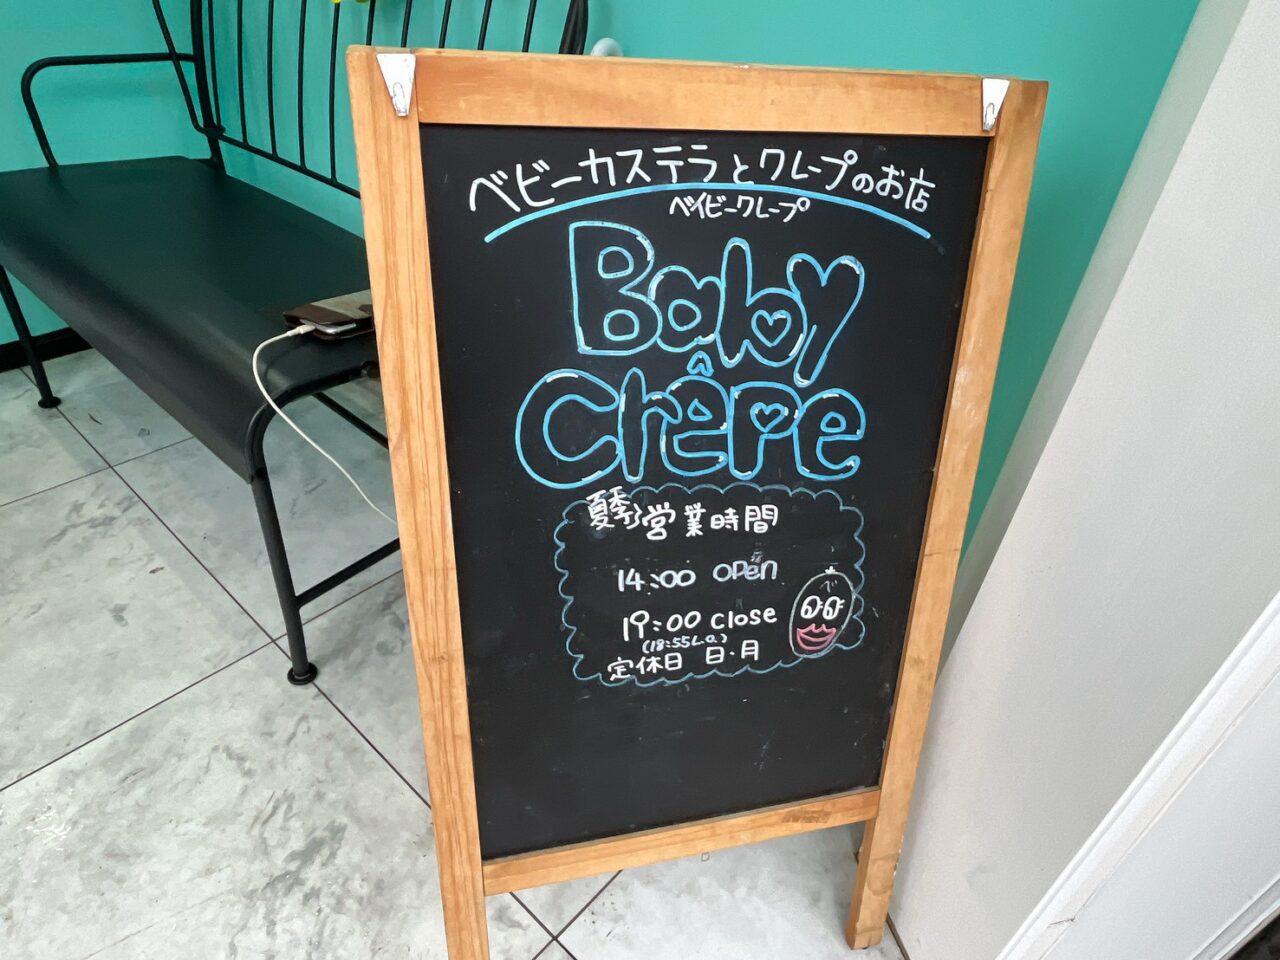 ベビーカステラとクレープのお店
ベイビークレープ
Baby
Crêpe
夏季営業時間
14:00 open
19:00 close
(18:55L.o.)
定休日 日・月